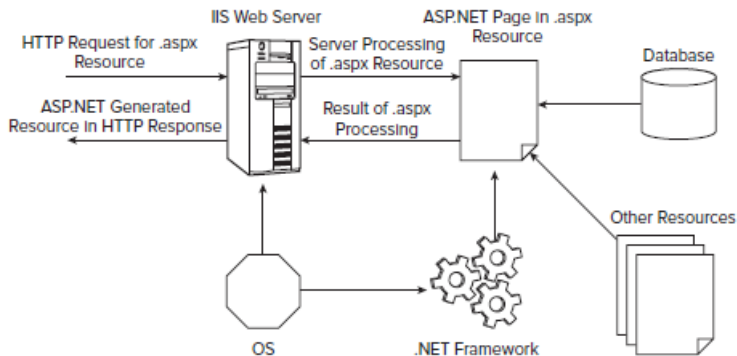 IIS Web Server
ASP.NET Page in .aspx
Resource
HTTP Request for .aspx
Resource
Server Processing
of .aspx Resource
Database
ASP.NET Generated
Resource in HTTP Response
Result of .aspx
Processing
Other Resources
OS
.NET Framework